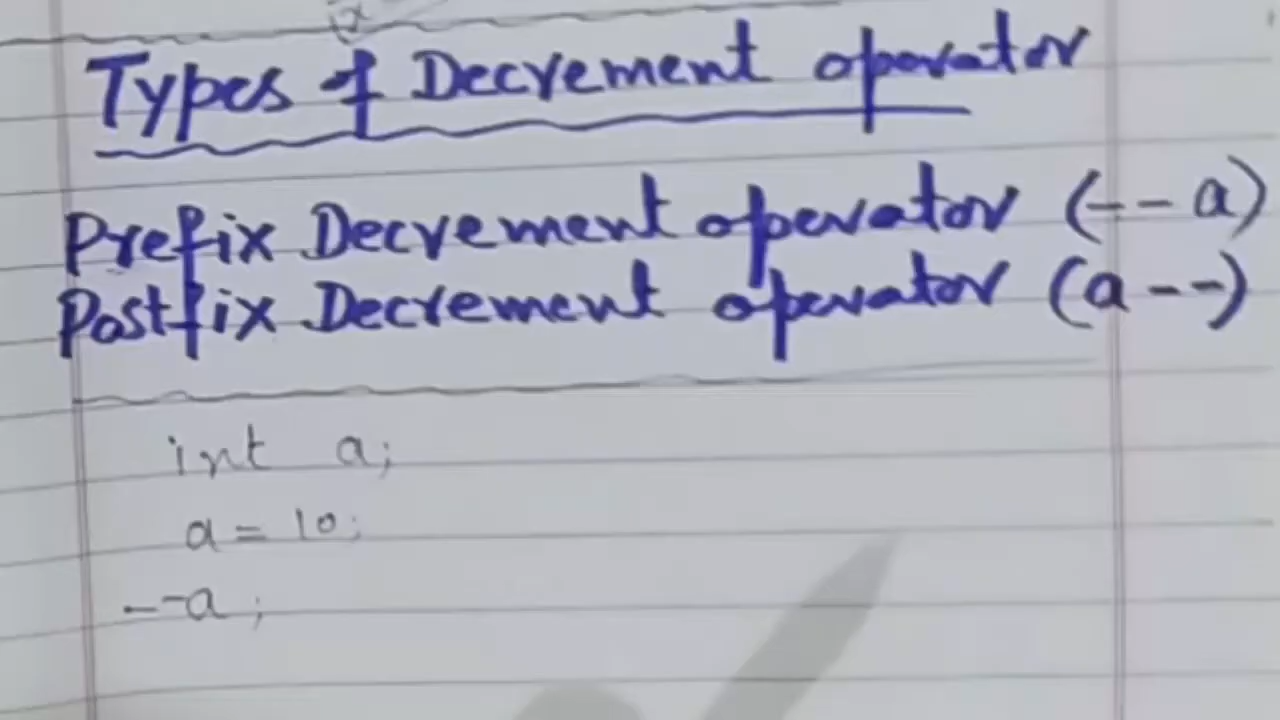 Types of Decrement operator
Prefix Decrement operator (--a)
Postfix Decrement operator (a--)
int a;
a = 10;
--a;